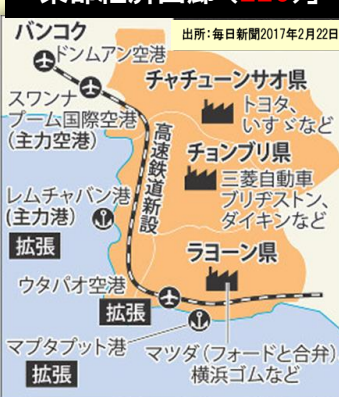 出所：毎日新聞2017年2月22日
バンコク
ドンムアン空港
スワンナ
プーム国際空港
(主力空港)
高速鉄道新設
チャチューンサオ県
トヨタ、
いすゞなど
チョンブリ県
三菱自動車
ブリヂストン、
ダイキンなど
レムチャバン港
(主力港)
拡張
ラヨーン県
ウタパオ空港
拡張
マプタプット港
拡張
マツダ(フォードと合弁)
横浜ゴムなど